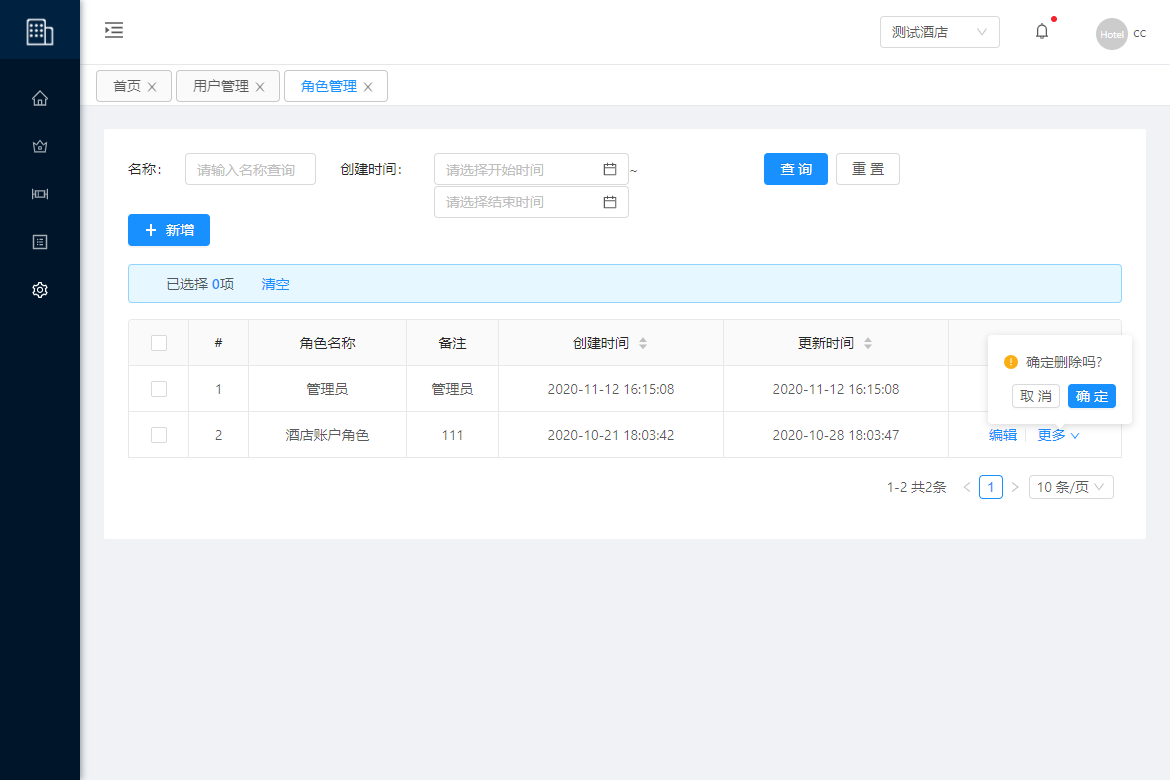 测试酒店
Hotel cc
首页 用户管理 角色管理
名称: 请输入名称查询 创建时间: 请选择开始时间 ~ 查 询 重 置
请选择结束时间
新增
已选择 0项 清空
# 角色名称 备注 创建时间 更新时间
确定删除吗?
1 管理员 管理员 2020-11-12 16:15:08 2020-11-12 16:15:08
取 消 确 定
2 酒店账户角色 111 2020-10-21 18:03:42 2020-10-28 18:03:47 编辑 更多
1-2 共2条 1 10 条/页